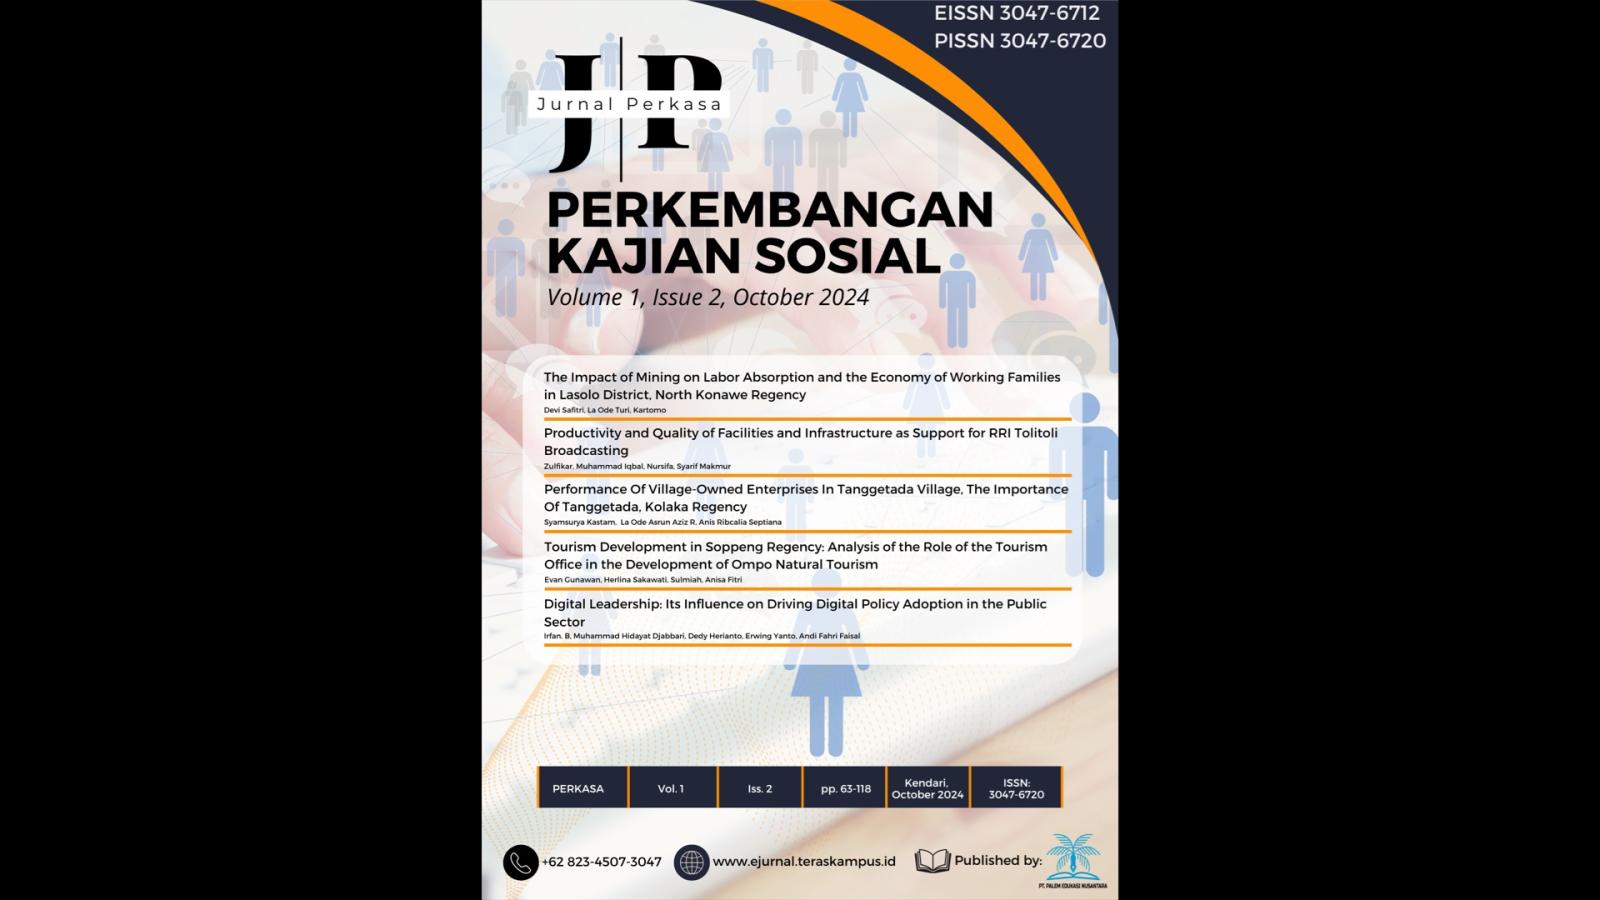 EISSN 3047-6712
PISSN 3047-6720
J P
Jurnal Perkasa
PERKEMBANGAN
KAJIAN SOSIAL
Volume 1, Issue 2, October 2024
The Impact of Mining on Labor Absorption and the Economy of Working Families
in Lasolo District, North Konawe Regency
Devi Safitri, La Ode Turi, Kartomo
Productivity and Quality of Facilities and Infrastructure as Support for RRI Tolitoli
Broadcasting
Zulfikar, Muhammad Iqbal, Nursifa, Syarif Makmur
Performance Of Village-Owned Enterprises In Tanggetada Village, The Importance
Of Tanggetada, Kolaka Regency
Syamsurya Kastam, La Ode Asrun Aziz R, Anis Ribcalia Septiana
Tourism Development in Soppeng Regency: Analysis of the Role of the Tourism
Office in the Development of Ompo Natural Tourism
Evan Gunawan, Herlina Sakawati, Sulmiah, Anisa Fitri
Digital Leadership: Its Influence on Driving Digital Policy Adoption in the Public
Sector
Irfan. B, Muhammad Hidayat Djabbari, Dedy Herianto, Erwing Yanto, Andi Fahri Faisal
PERKASA Vol. 1 Iss. 2 pp. 63-118 Kendari, October 2024 ISSN: 3047-6720
+62 823-4507-3047 www.ejurnal.teraskampus.id Published by:
PT. PALEM EDUKASI NUSANTARA